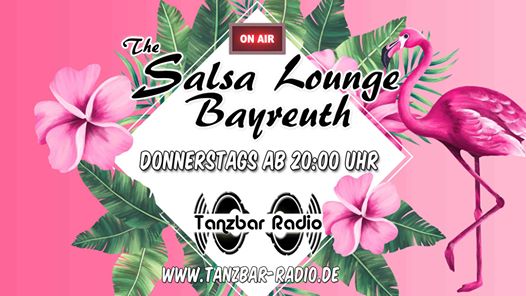 ON AIR
The
Salsa Lounge
Bayreuth
DONNERSTAGS AB 20:00 UHR
Tanzbar Radio
WWW.TANZBAR-RADIO.DE